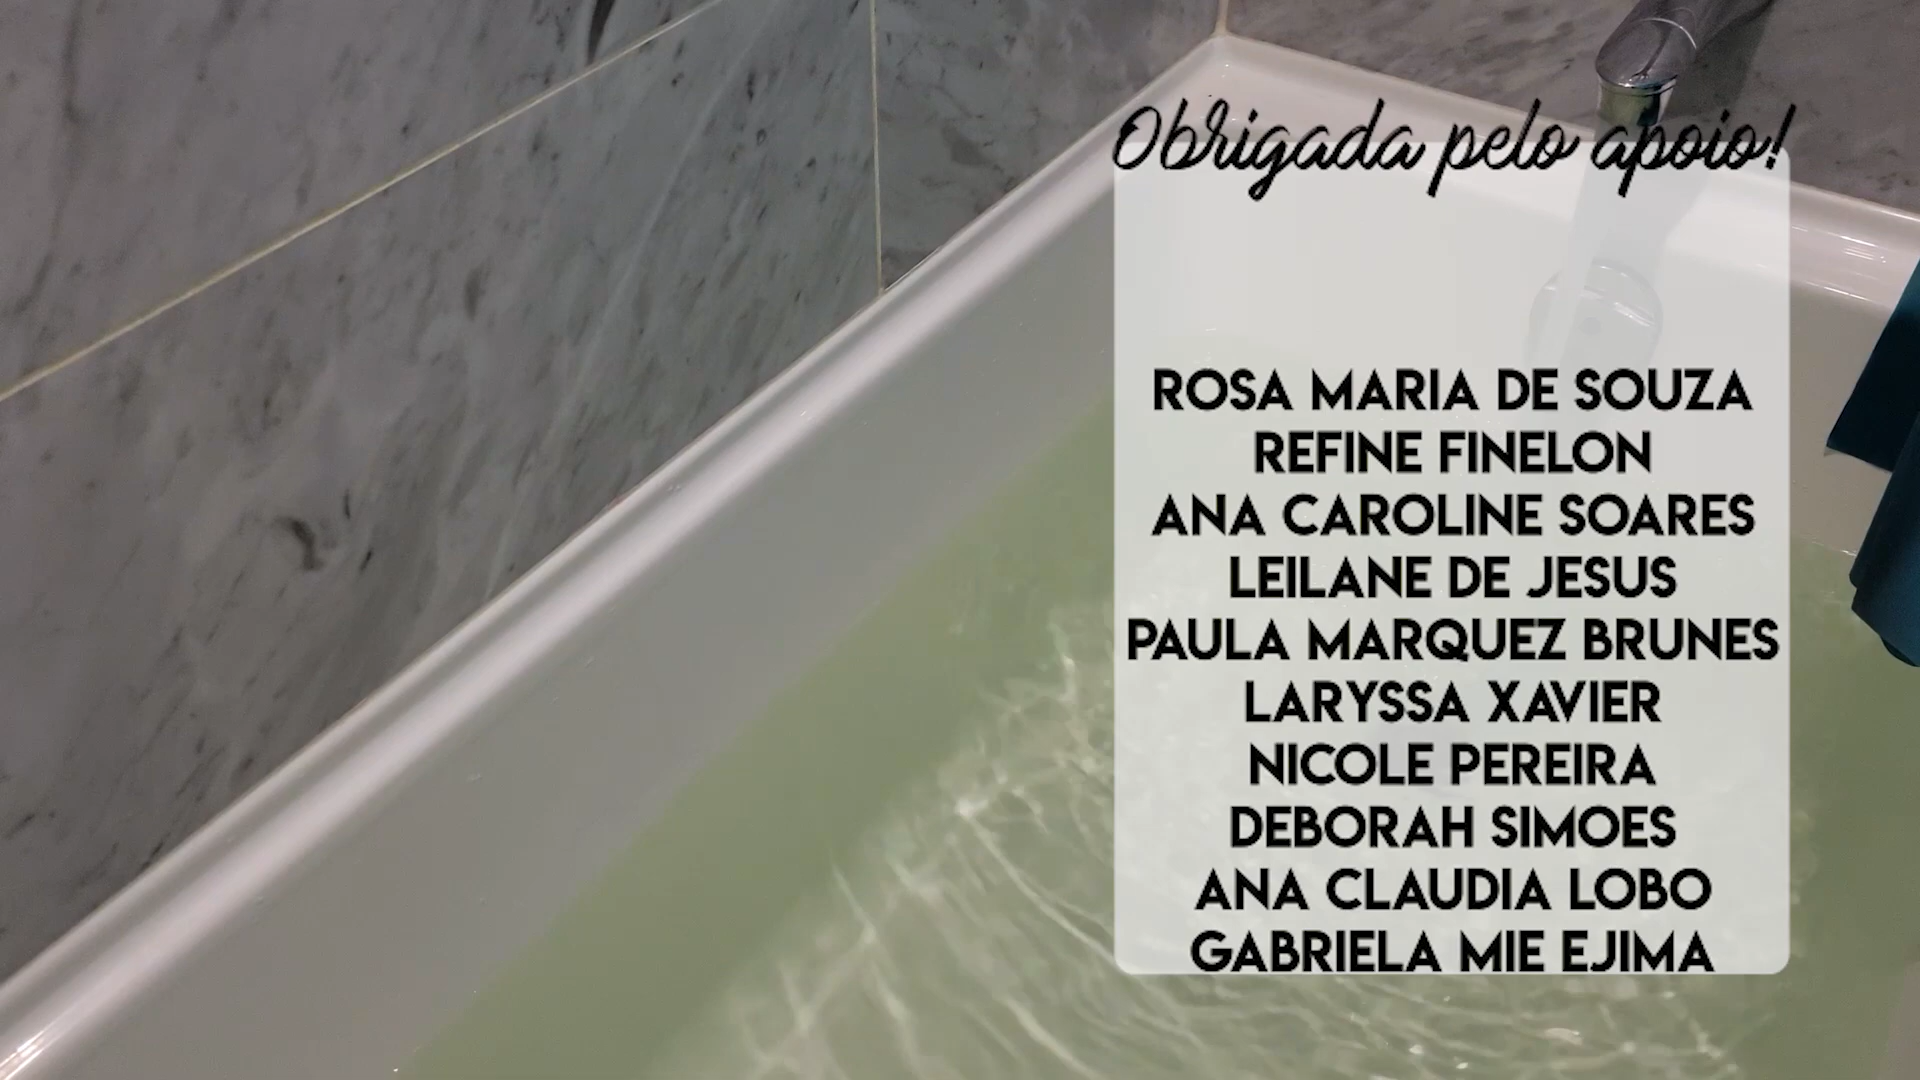 Obrigada pelo apoio!
ROSA MARIA DE SOUZA
REFINE FINELON
ANA CAROLINE SOARES
LEILANE DE JESUS
PAULA MARQUEZ BRUNES
LARYSSA XAVIER
NICOLE PEREIRA
DEBORAH SIMOES
ANA CLAUDIA LOBO
GABRIELA MIE EJIMA